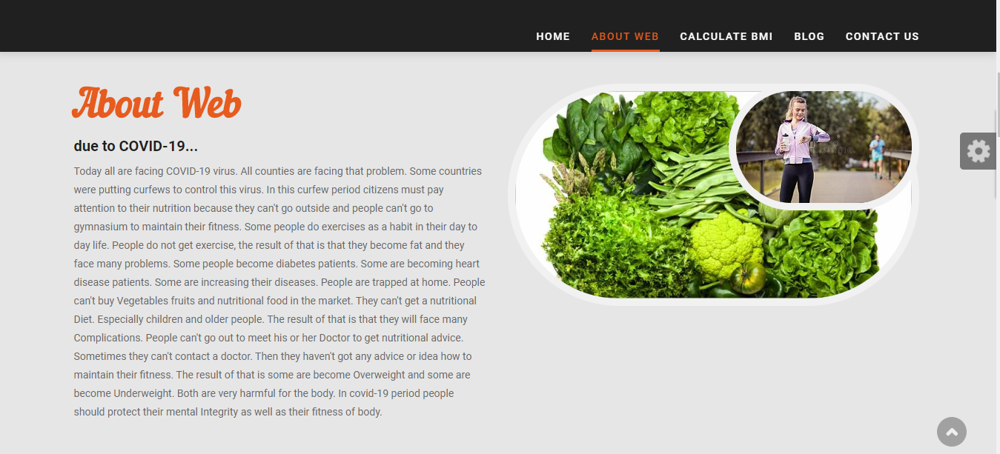 HOME ABOUT WEB CALCULATE BMI BLOG CONTACT US
About Web
due to COVID-19...
Today all are facing COVID-19 virus. All counties are facing that problem. Some countries
were putting curfews to control this virus. In this curfew period citizens must pay
attention to their nutrition because they can't go outside and people can't go to
gymnasium to maintain their fitness. Some people do exercises as a habit in their day to
day life. People do not get exercise, the result of that is that they become fat and they
face many problems. Some people become diabetes patients. Some are becoming heart
disease patients. Some are increasing their diseases. People are trapped at home. People
can't buy Vegetables fruits and nutritional food in the market. They can't get a nutritional
Diet. Especially children and older people. The result of that is that they will face many
Complications. People can't go out to meet his or her Doctor to get nutritional advice.
Sometimes they can't contact a doctor. Then they haven't got any advice or idea how to
maintain their fitness. The result of that is some are become Overweight and some are
become Underweight. Both are very harmful for the body. In covid-19 period people
should protect their mental Integrity as well as their fitness of body.